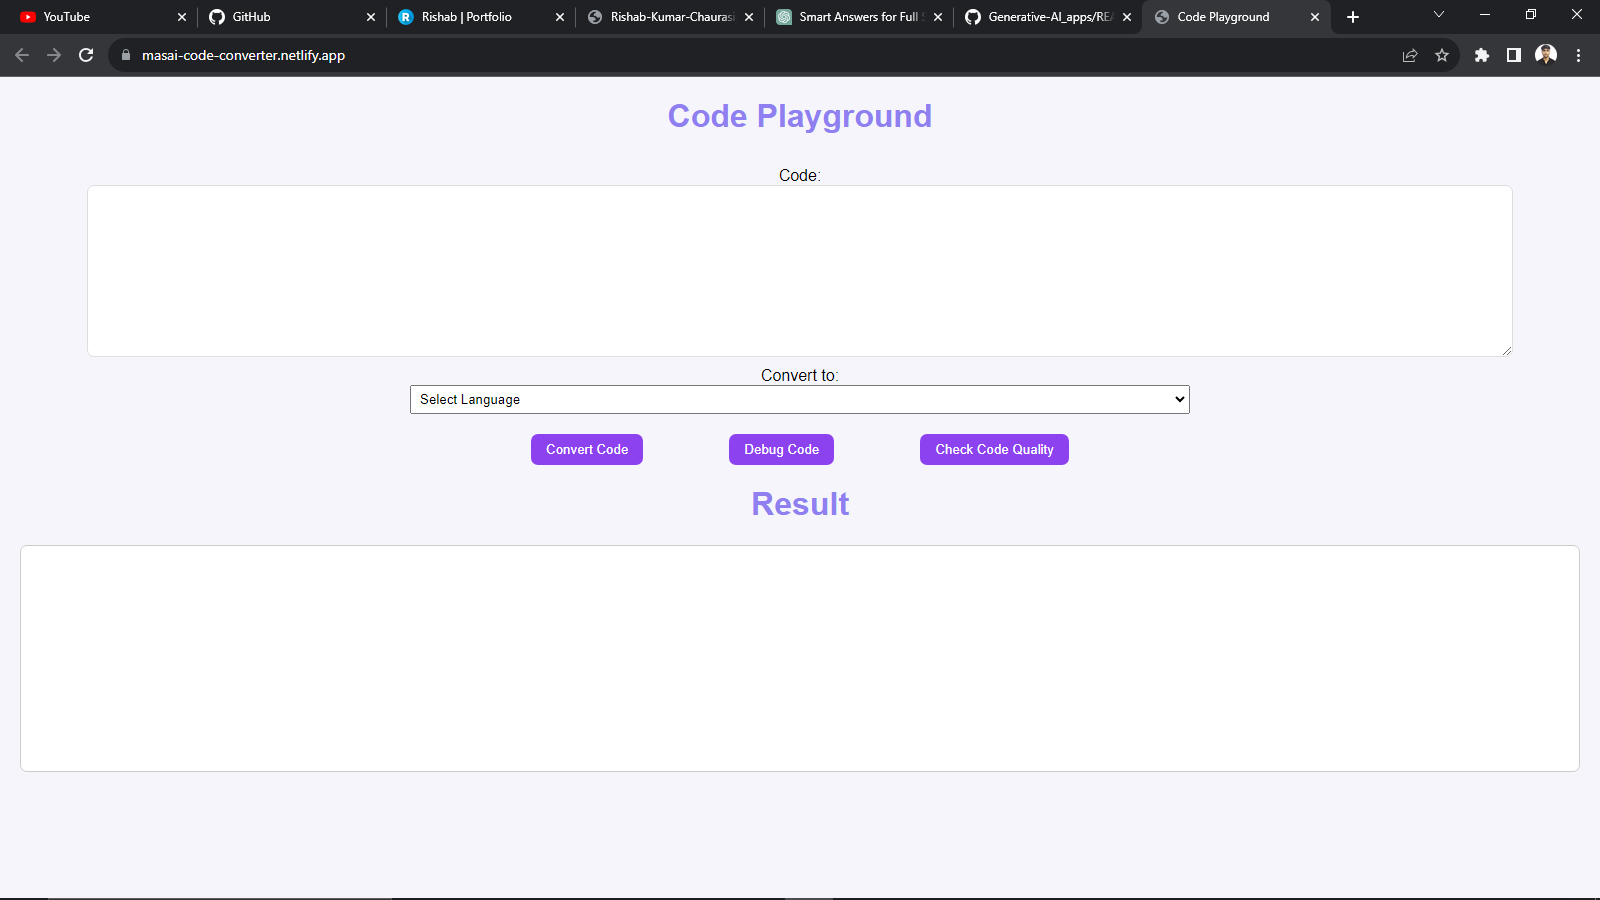 YouTube
GitHub
Rishab | Portfolio
Rishab-Kumar-Chaurasi
Smart Answers for Full S
Generative-AI_apps/REA
Code Playground
masai-code-converter.netlify.app
Code Playground
Code:
Convert to:
Select Language
Convert Code
Debug Code
Check Code Quality
Result